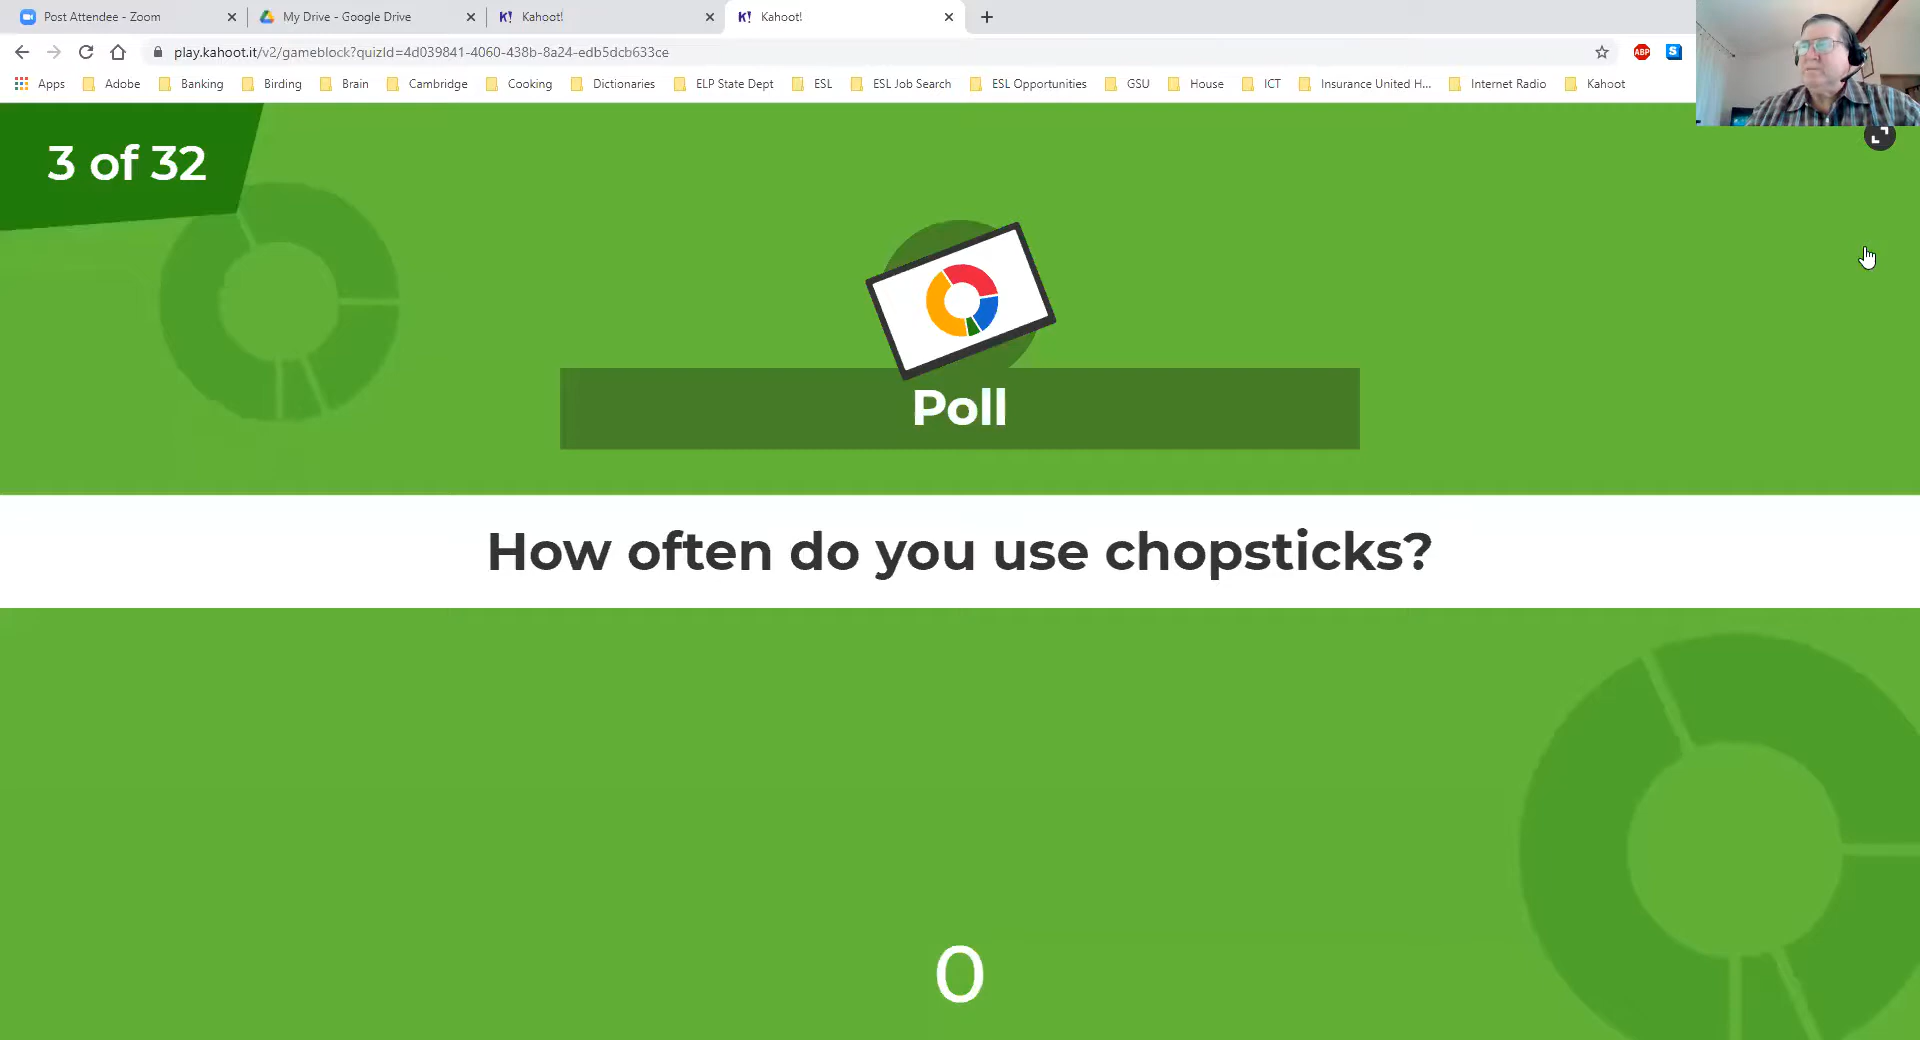 Post Attendee - Zoom
My Drive - Google Drive
K! Kahoot!
K! Kahoot!
play.kahoot.it/v2/gameblock?quizId=4d039841-4060-438b-8a24-edb5dcb633ce
ABP
S
Apps Adobe Banking Birding Brain Cambridge Cooking Dictionaries ELP State Dept ESL ESL Job Search ESL Opportunities GSU House ICT Insurance United H... Internet Radio Kahoot
3 of 32
Poll
How often do you use chopsticks?
0